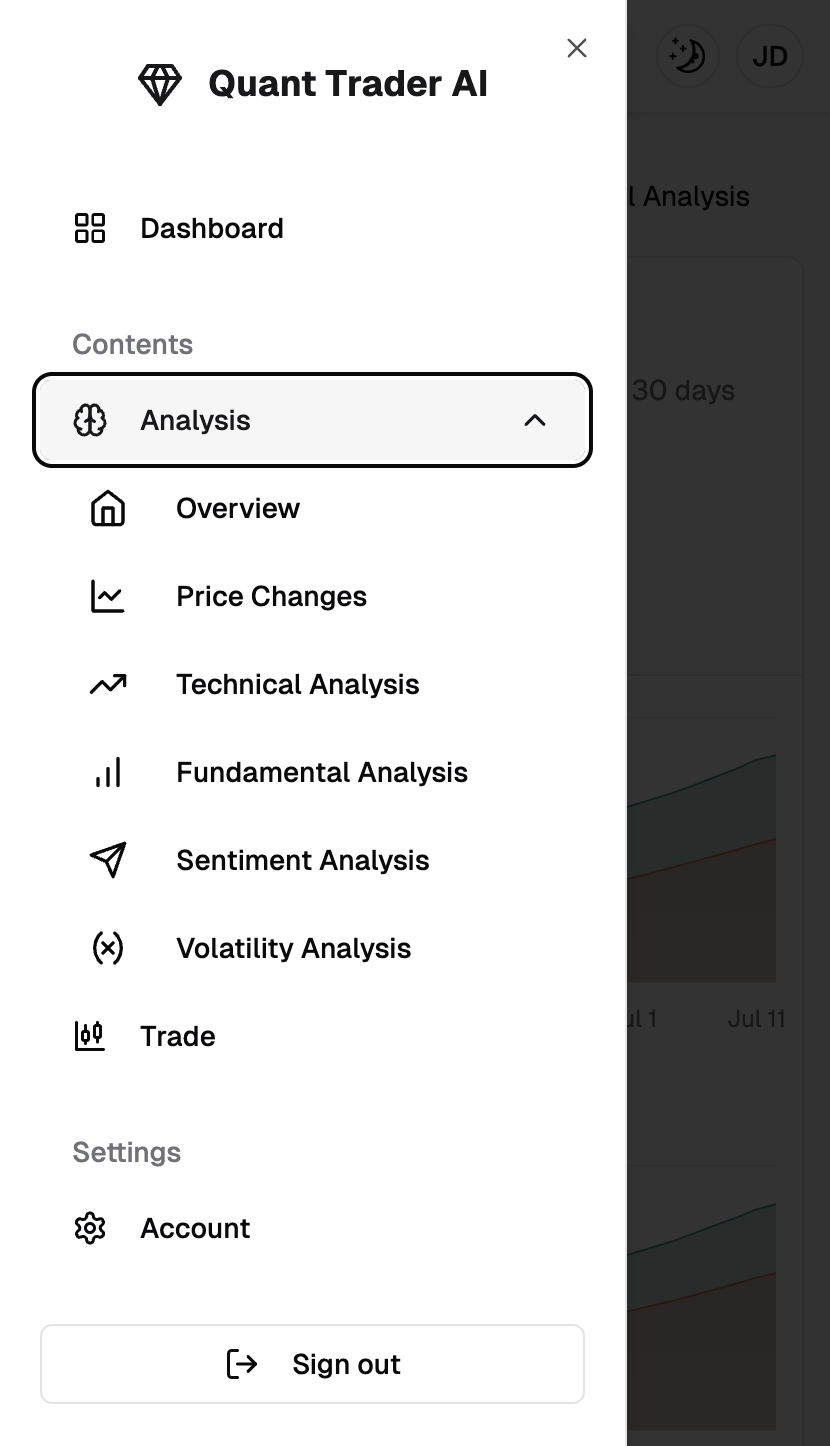 Quant Trader AI
JD
Dashboard
l Analysis
Contents
30 days
Analysis
Overview
Price Changes
Technical Analysis
Fundamental Analysis
Sentiment Analysis
Volatility Analysis
ul 1
Jul 11
Trade
Settings
Account
Sign out